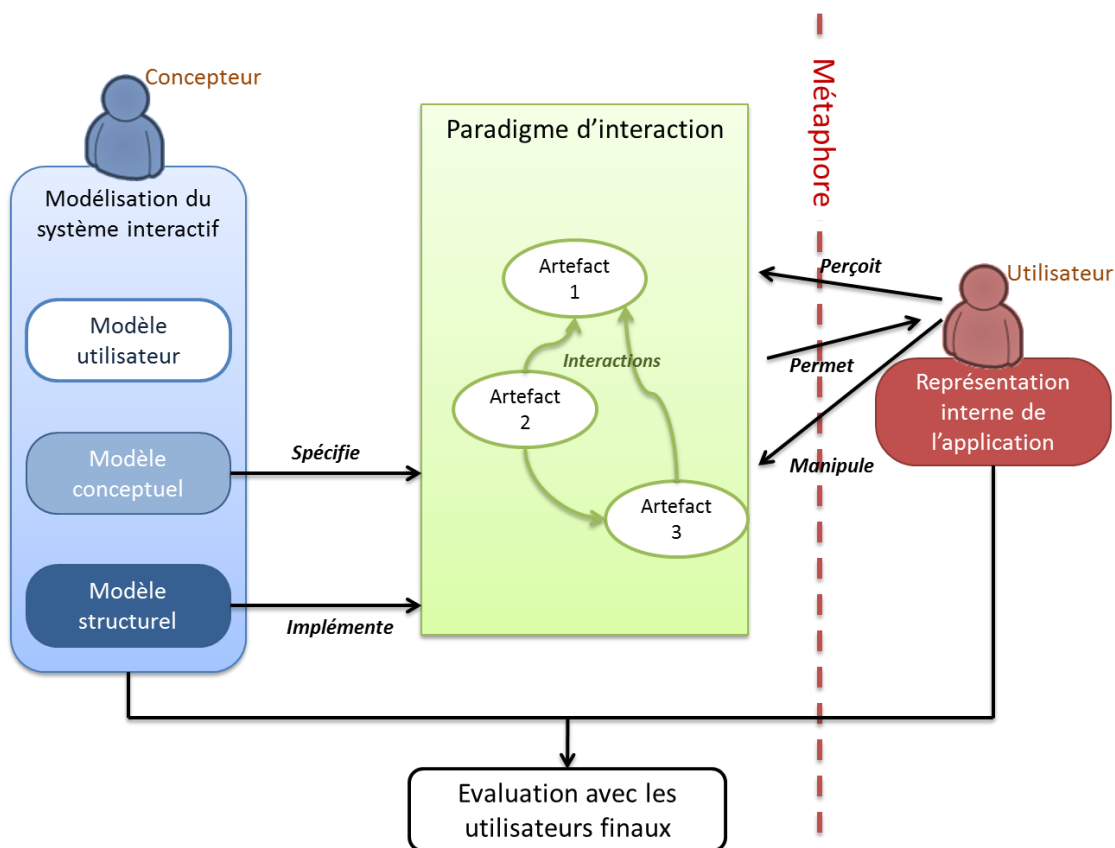 Concepteur
Modélisation du
système interactif
Modèle
utilisateur
Modèle
conceptuel
Modèle
structurel
Spécifie
Implémente
Paradigme d'interaction
Artefact
1
Interactions
Artefact
2
Artefact
3
Métaphore
Perçoit
Permet
Manipule
Utilisateur
Représentation
interne de
l'application
Evaluation avec les
utilisateurs finaux